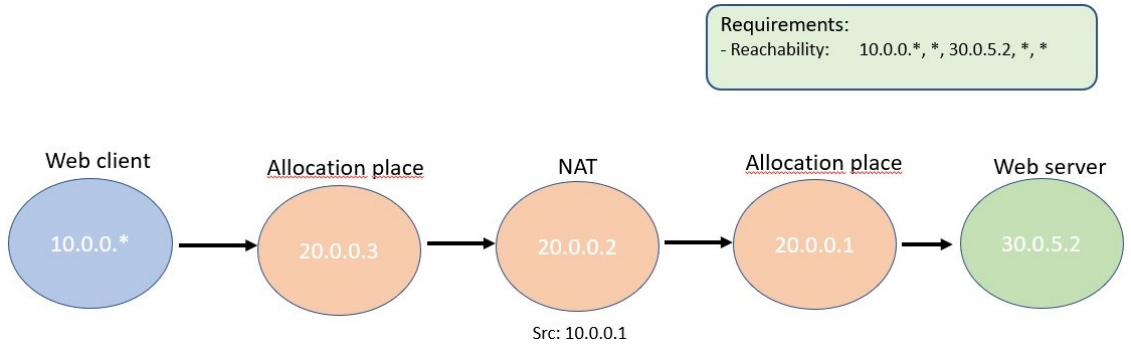 Requirements:
- Reachability: 10.0.0.*, *, 30.0.5.2, *, *
Web client
Allocation place
NAT
Allocation place
Web server
10.0.0.*
20.0.0.3
20.0.0.2
20.0.0.1
30.0.5.2
Src: 10.0.0.1